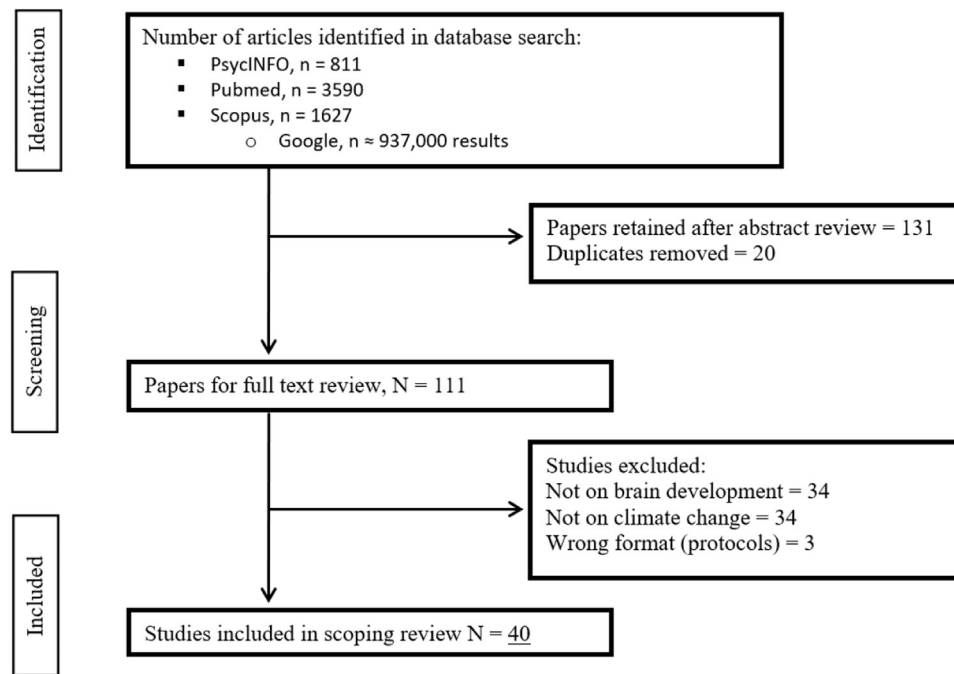 Identification
Number of articles identified in database search:
▪ PsycINFO, n = 811
▪ Pubmed, n = 3590
▪ Scopus, n = 1627
o Google, n ≈ 937,000 results
Papers retained after abstract review = 131
Duplicates removed = 20
Screening
Papers for full text review, N = 111
Studies excluded:
Not on brain development = 34
Not on climate change = 34
Wrong format (protocols) = 3
Included
Studies included in scoping review N = 40